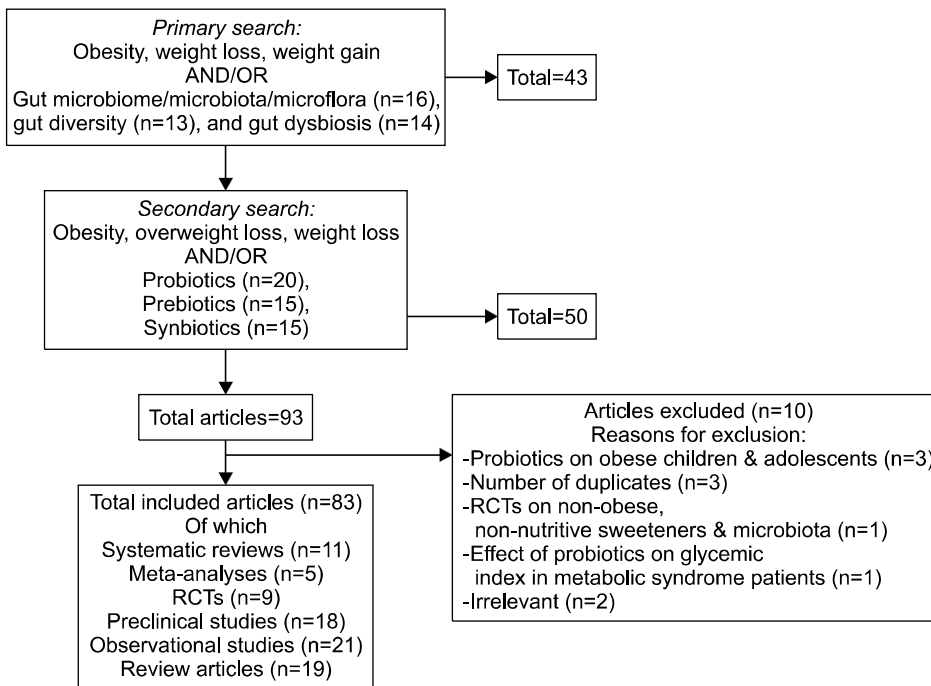 Primary search:
Obesity, weight loss, weight gain
AND/OR
Gut microbiome/microbiota/microflora (n=16),
gut diversity (n=13), and gut dysbiosis (n=14)
Total=43
Secondary search:
Obesity, overweight loss, weight loss
AND/OR
Probiotics (n=20),
Prebiotics (n=15),
Synbiotics (n=15)
Total=50
Total articles=93
Articles excluded (n=10)
Reasons for exclusion:
-Probiotics on obese children & adolescents (n=3)
-Number of duplicates (n=3)
-RCTs on non-obese,
non-nutritive sweeteners & microbiota (n=1)
-Effect of probiotics on glycemic
index in metabolic syndrome patients (n=1)
-Irrelevant (n=2)
Total included articles (n=83)
Of which
Systematic reviews (n=11)
Meta-analyses (n=5)
RCTs (n=9)
Preclinical studies (n=18)
Observational studies (n=21)
Review articles (n=19)